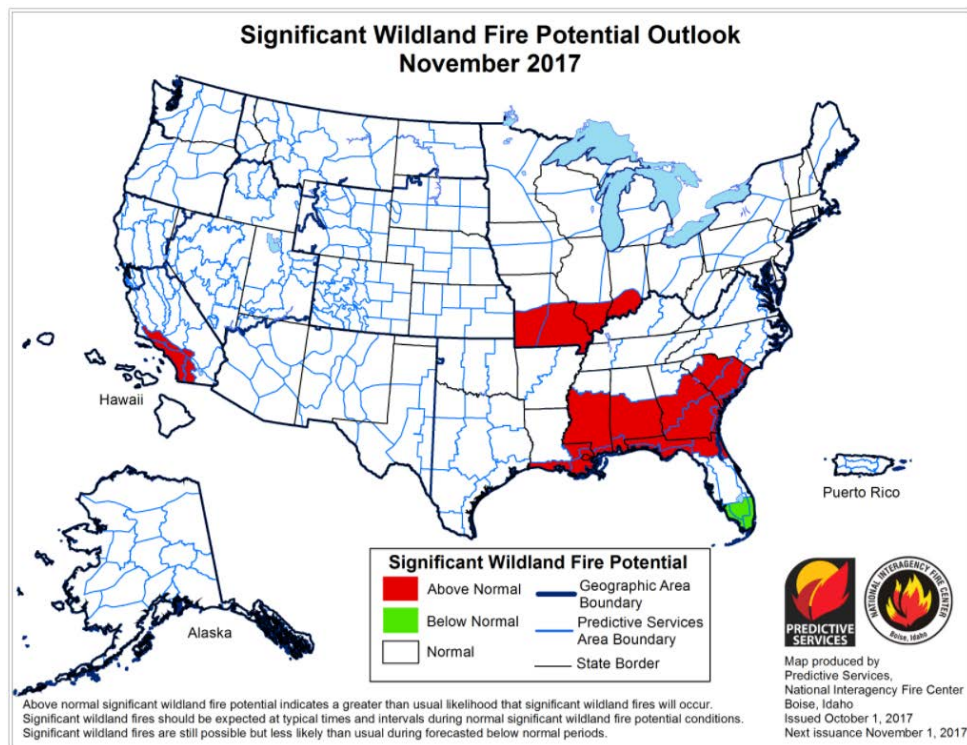 Significant Wildland Fire Potential Outlook
November 2017
Hawaii
Puerto Rico
Alaska
Significant Wildland Fire Potential
Above Normal
Below Normal
Normal
Geographic Area
Boundary
Predictive Services
Area Boundary
State Border
PREDICTIVE
SERVICES
NATIONAL INTERAGENCY FIRE CENTER
Boise, Idaho
Map produced by
Predictive Services,
National Interagency Fire Center
Boise, Idaho
Issued October 1, 2017
Next issuance November 1, 2017
Above normal significant wildland fire potential indicates a greater than usual likelihood that significant wildland fires will occur.
Significant wildland fires should be expected at typical times and intervals during normal significant wildland fire potential conditions.
Significant wildland fires are still possible but less likely than usual during forecasted below normal periods.